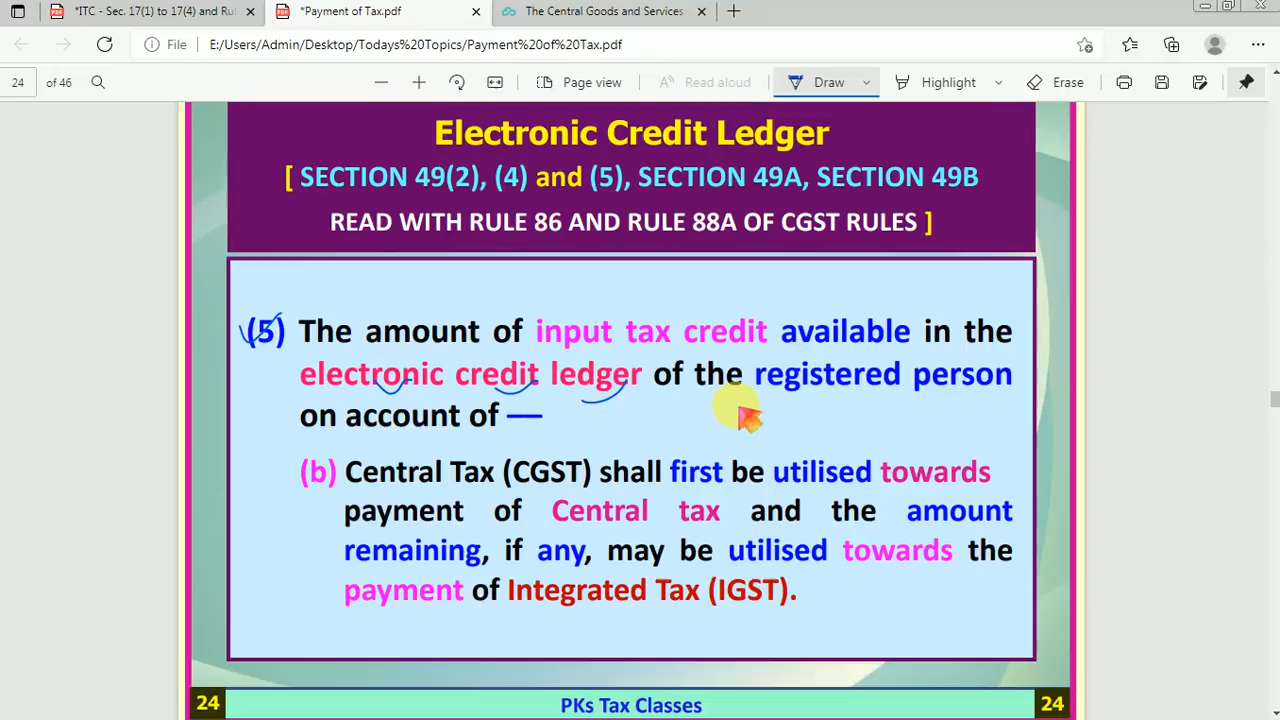 *ITC - Sec. 17(1) to 17(4) and Ru
*Payment of Tax.pdf
The Central Goods and Services
File
E:/Users/Admin/Desktop/Todays%20Topics/Payment%20of%20Tax.pdf
24 of 46
Page view
Read aloud
Draw
Highlight
Erase
Electronic Credit Ledger
[ SECTION 49(2), (4) and (5), SECTION 49A, SECTION 49B
READ WITH RULE 86 AND RULE 88A OF CGST RULES ]
(5) The amount of input tax credit available in the
electronic credit ledger of the registered person
on account of —
(b) Central Tax (CGST) shall first be utilised towards
payment of Central tax and the amount
remaining, if any, may be utilised towards the
payment of Integrated Tax (IGST).
24 PKs Tax Classes 24